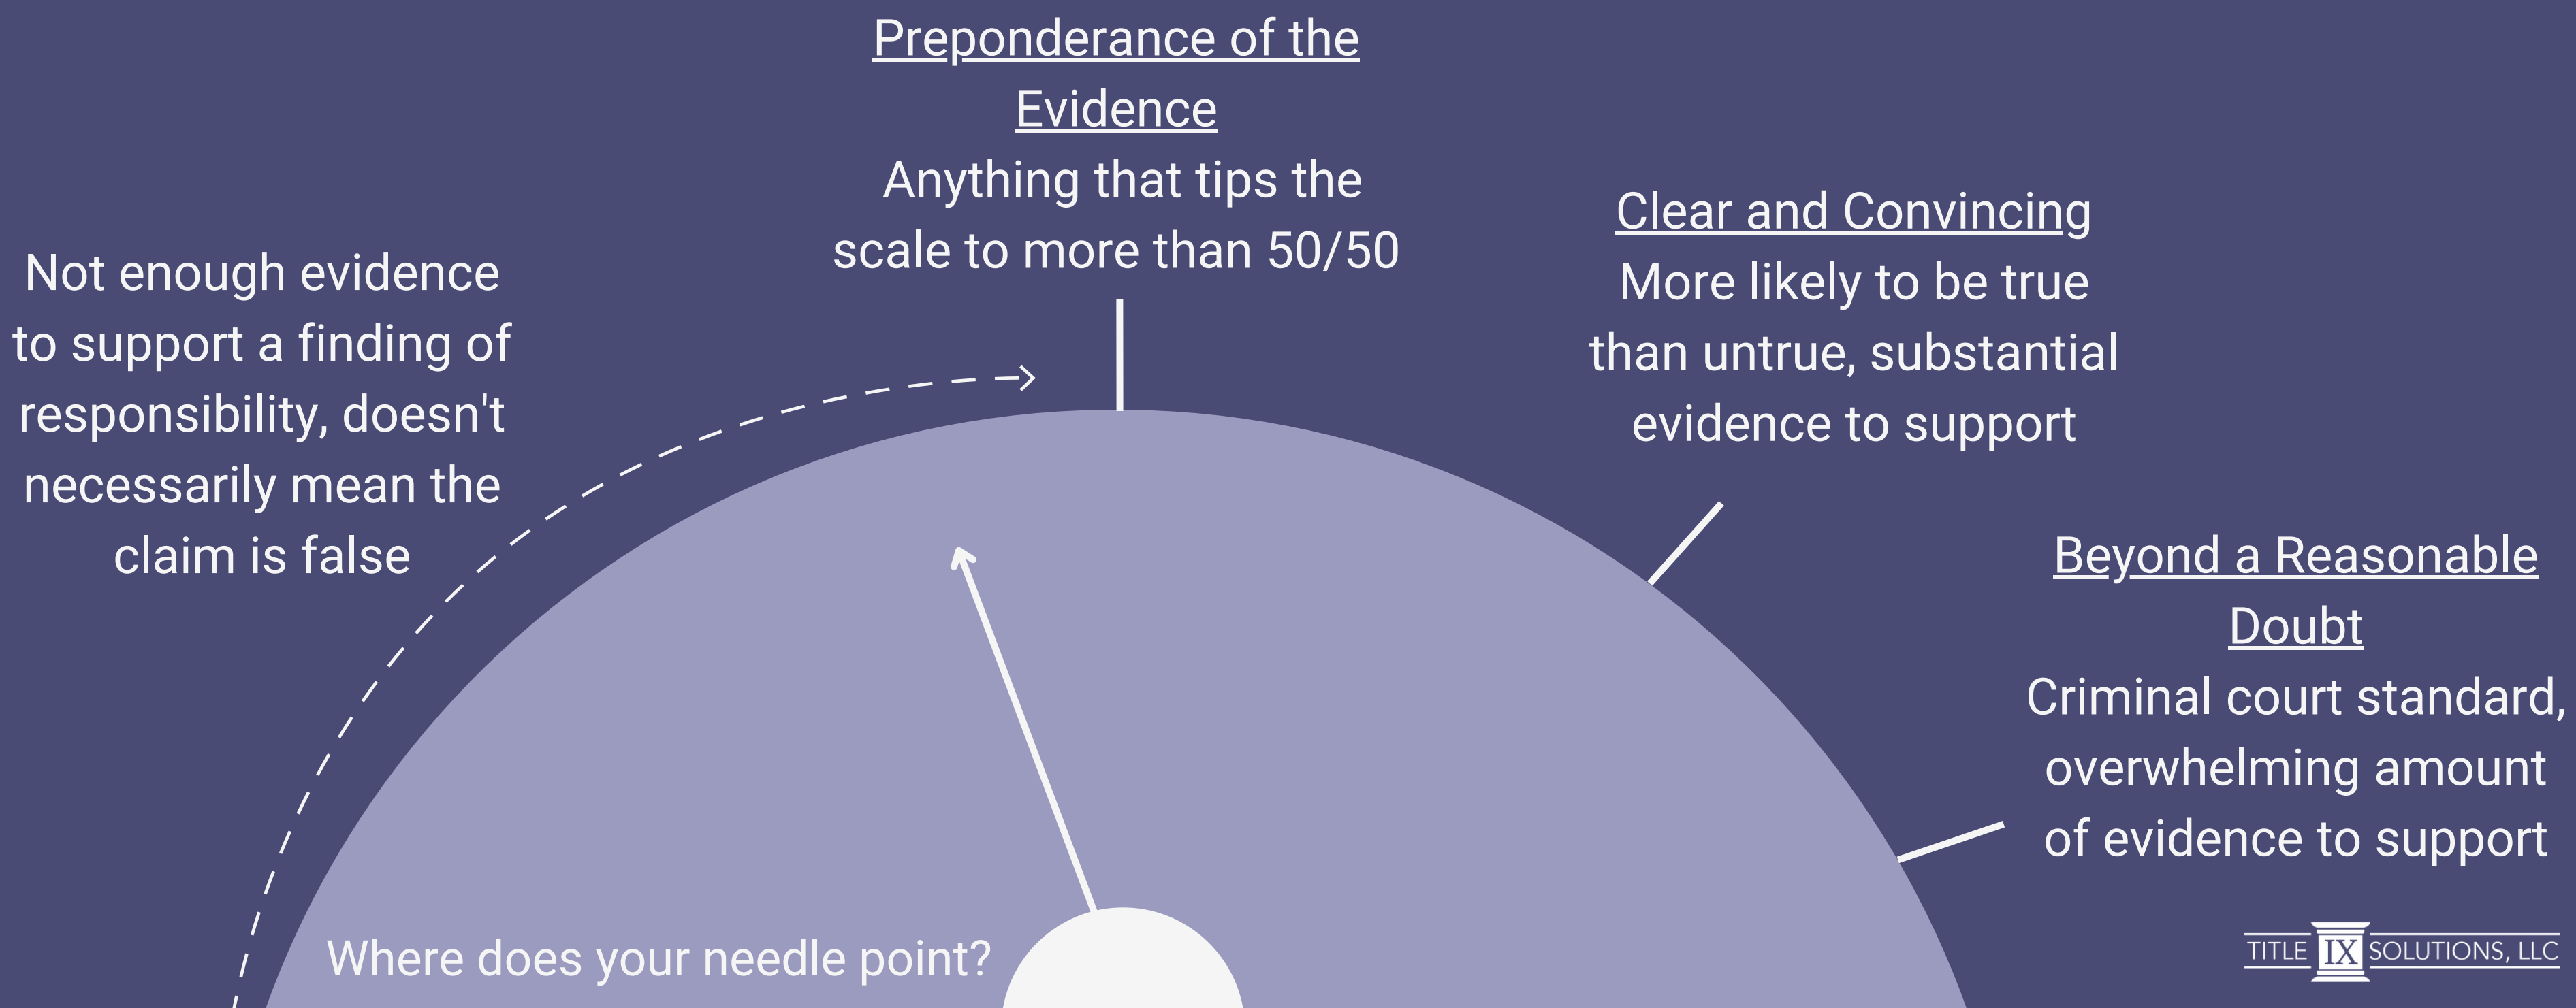 Preponderance of the
Evidence
Anything that tips the
scale to more than 50/50
Not enough evidence
to support a finding of
responsibility, doesn't
necessarily mean the
claim is false
Clear and Convincing
More likely to be true
than untrue, substantial
evidence to support
Beyond a Reasonable
Doubt
Criminal court standard,
overwhelming amount
of evidence to support
Where does your needle point?
TITLE IX SOLUTIONS, LLC